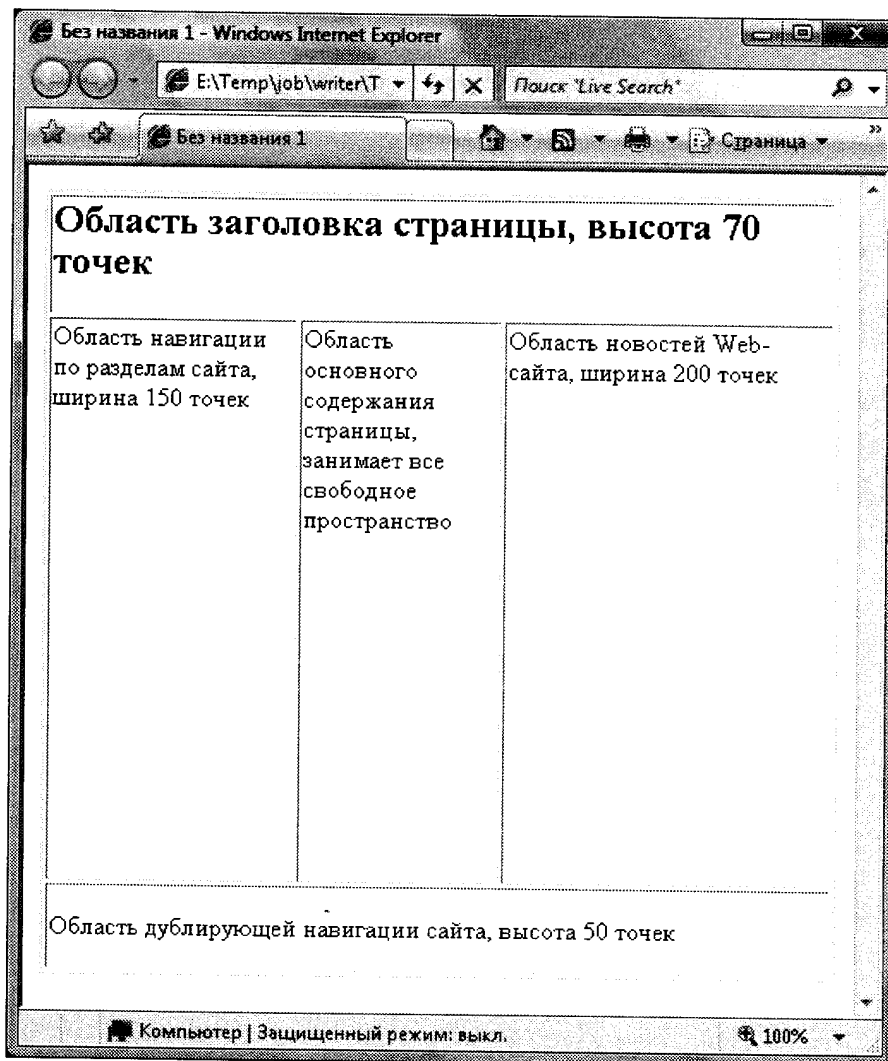 Без названия 1 - Windows Internet Explorer
E:\Temp\job\writer\T
Поиск "Live Search"
Без названия 1
Страница
»
Область заголовка страницы, высота 70
точек
Область навигации
по разделам сайта,
ширина 150 точек
Область
основного
содержания
страницы,
занимает все
свободное
пространство
Область новостей Web-
сайта, ширина 200 точек
Область дублирующей навигации сайта, высота 50 точек
Компьютер | Защищенный режим: выкл.
100%